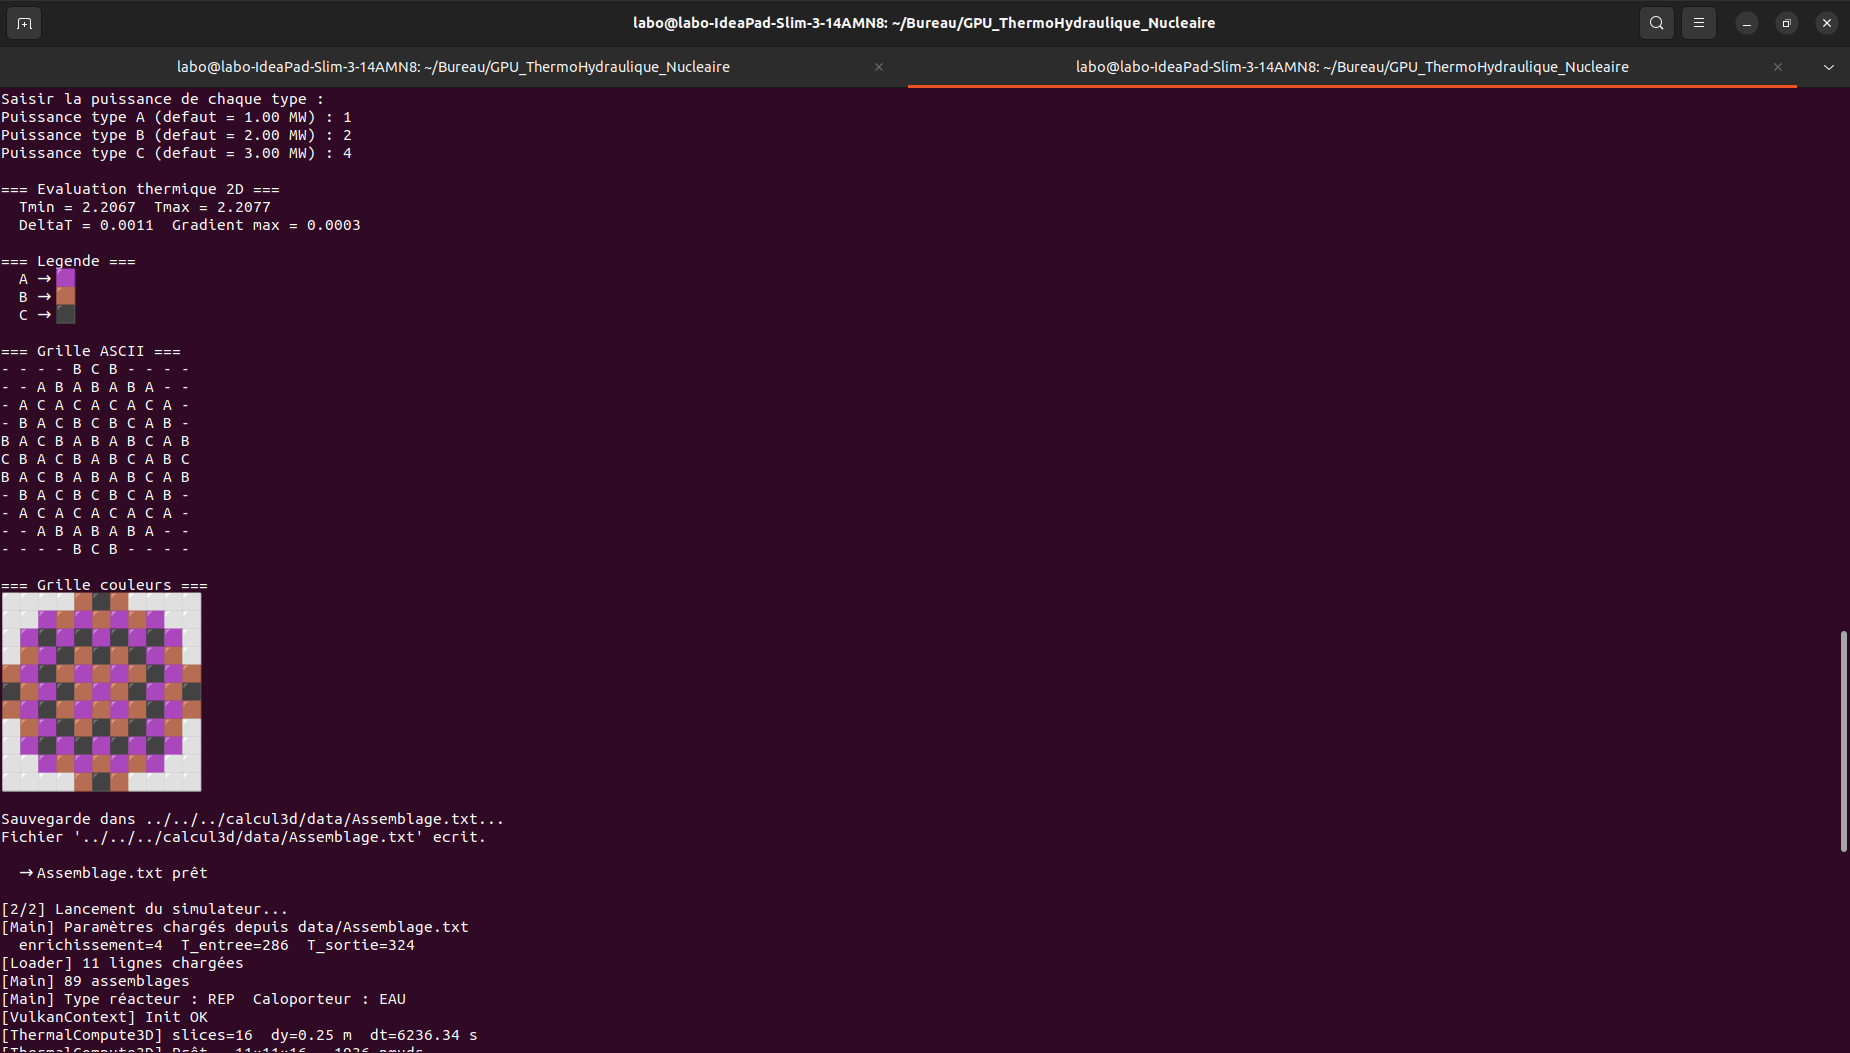 labo@labo-IdeaPad-Slim-3-14AMN8: ~/Bureau/GPU_ThermoHydraulique_Nucleaire
labo@labo-IdeaPad-Slim-3-14AMN8: ~/Bureau/GPU_ThermoHydraulique_Nucleaire
labo@labo-IdeaPad-Slim-3-14AMN8: ~/Bureau/GPU_ThermoHydraulique_Nucleaire
Saisir la puissance de chaque type :
Puissance type A (defaut = 1.00 MW) : 1
Puissance type B (defaut = 2.00 MW) : 2
Puissance type C (defaut = 3.00 MW) : 4
=== Evaluation thermique 2D ===
Tmin = 2.2067  Tmax = 2.2077
DeltaT = 0.0011  Gradient max = 0.0003
=== Legende ===
A →
B →
C →
=== Grille ASCII ===
- - - - B C B - - - -
- - A B A B A B A - -
- A C A C A C A C A -
- B A C B C B C A B -
B A C B A B A B C A B
C B A C B A B C A B C
B A C B A B A B C A B
- B A C B C B C A B -
- A C A C A C A C A -
- - A B A B A B A - -
- - - - B C B - - - -
=== Grille couleurs ===
Sauvegarde dans ../../../calcul3d/data/Assemblage.txt...
Fichier '../../../calcul3d/data/Assemblage.txt' ecrit.
→ Assemblage.txt prêt
[2/2] Lancement du simulateur...
[Main] Paramètres chargés depuis data/Assemblage.txt
enrichissement=4  T_entree=286  T_sortie=324
[Loader] 11 lignes chargées
[Main] 89 assemblages
[Main] Type réacteur : REP  Caloporteur : EAU
[VulkanContext] Init OK
[ThermalCompute3D] slices=16  dy=0.25 m  dt=6236.34 s
[ThermalCompute3D] Prêt